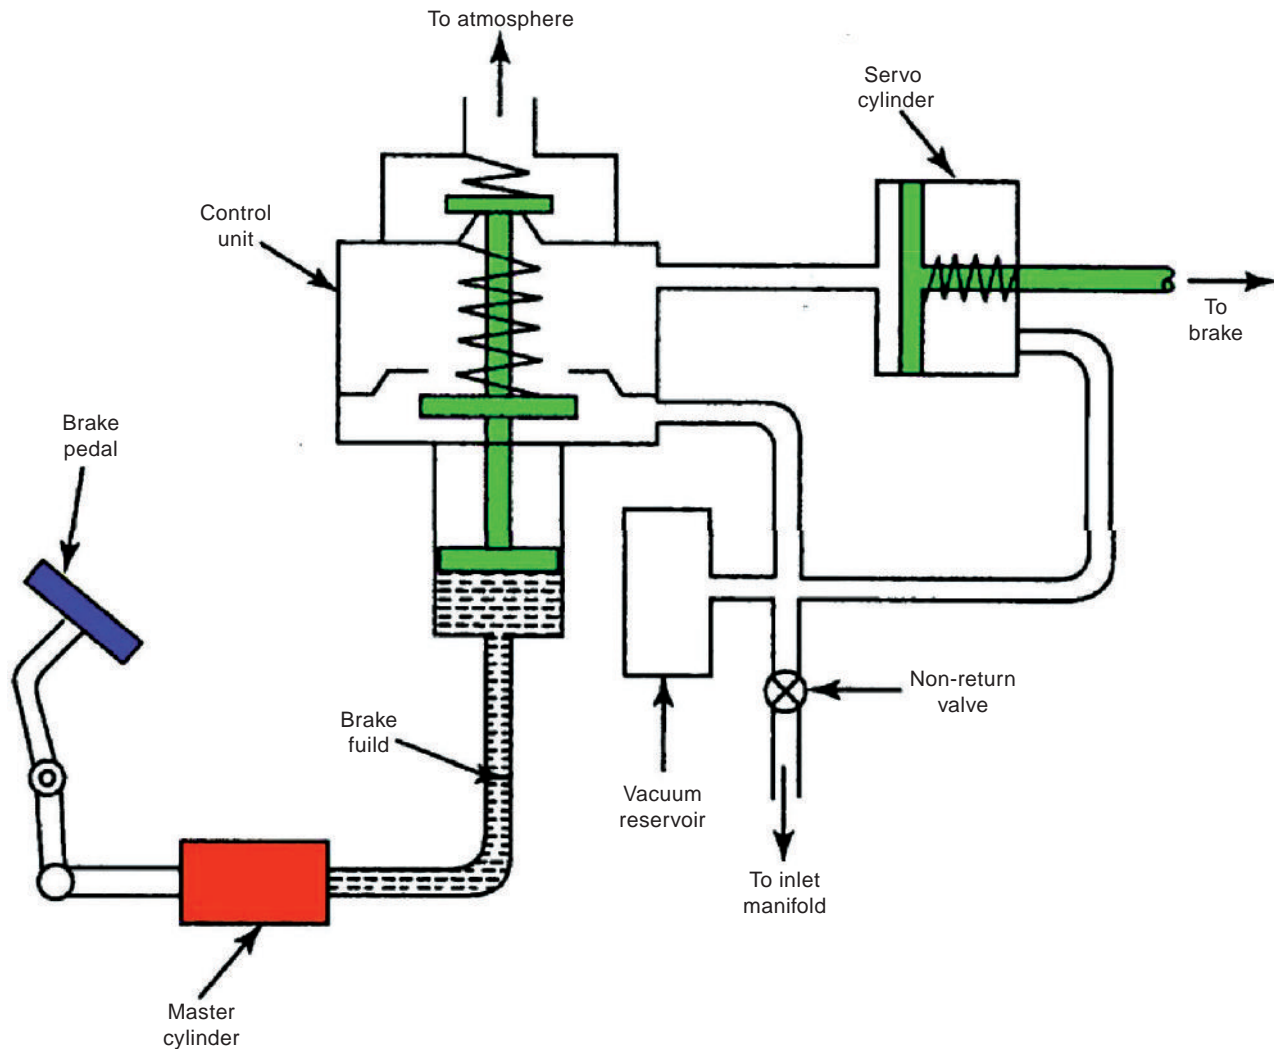 To atmosphere
Servo
cylinder
Control
unit
To
brake
Brake
pedal
Non-return
valve
Brake
fuild
Vacuum
reservoir
To inlet
manifold
Master
cylinder